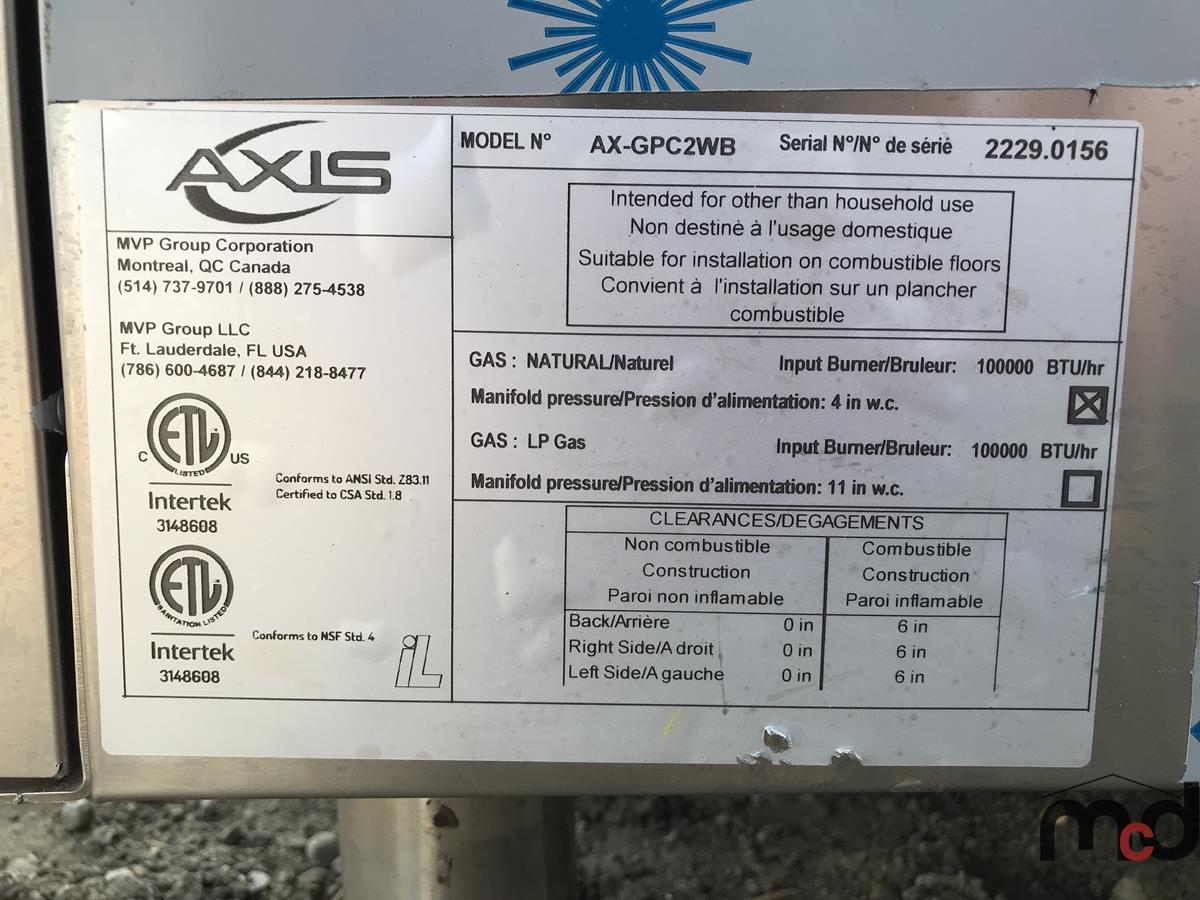 AXIS
MVP Group Corporation
Montreal, QC Canada
(514) 737-9701 / (888) 275-4538
MVP Group LLC
Ft. Lauderdale, FL USA
(786) 600-4687 / (844) 218-8477
ETL
C US
LISTED
Intertek
3148608
Conforms to ANSI Std. Z83.11
Certified to CSA Std. 1.8
ETL
SANITATION LISTED
Intertek
3148608
Conforms to NSF Std. 4
iL
MODEL Nº AX-GPC2WB Serial Nº/Nº de sérié 2229.0156
Intended for other than household use
Non destinè à l'usage domestique
Suitable for installation on combustible floors
Convient à l'installation sur un plancher
combustible
GAS : NATURAL/Naturel Input Burner/Bruleur: 100000 BTU/hr
Manifold pressure/Pression d'alimentation: 4 in w.c.
GAS : LP Gas Input Burner/Bruleur: 100000 BTU/hr
Manifold pressure/Pression d'alimentation: 11 in w.c.
CLEARANCES/DEGAGEMENTS
Non combustible Combustible
Construction Construction
Paroi non inflamable Paroi inflamable
Back/Arrière 0 in 6 in
Right Side/A droit 0 in 6 in
Left Side/A gauche 0 in 6 in
mcd